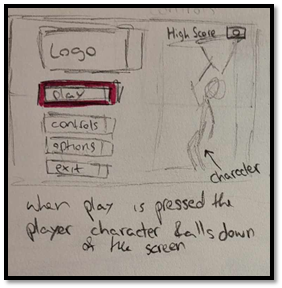 Logo
High Score
play
controls
options
exit
character
when play is pressed the
player character falls down
of the screen